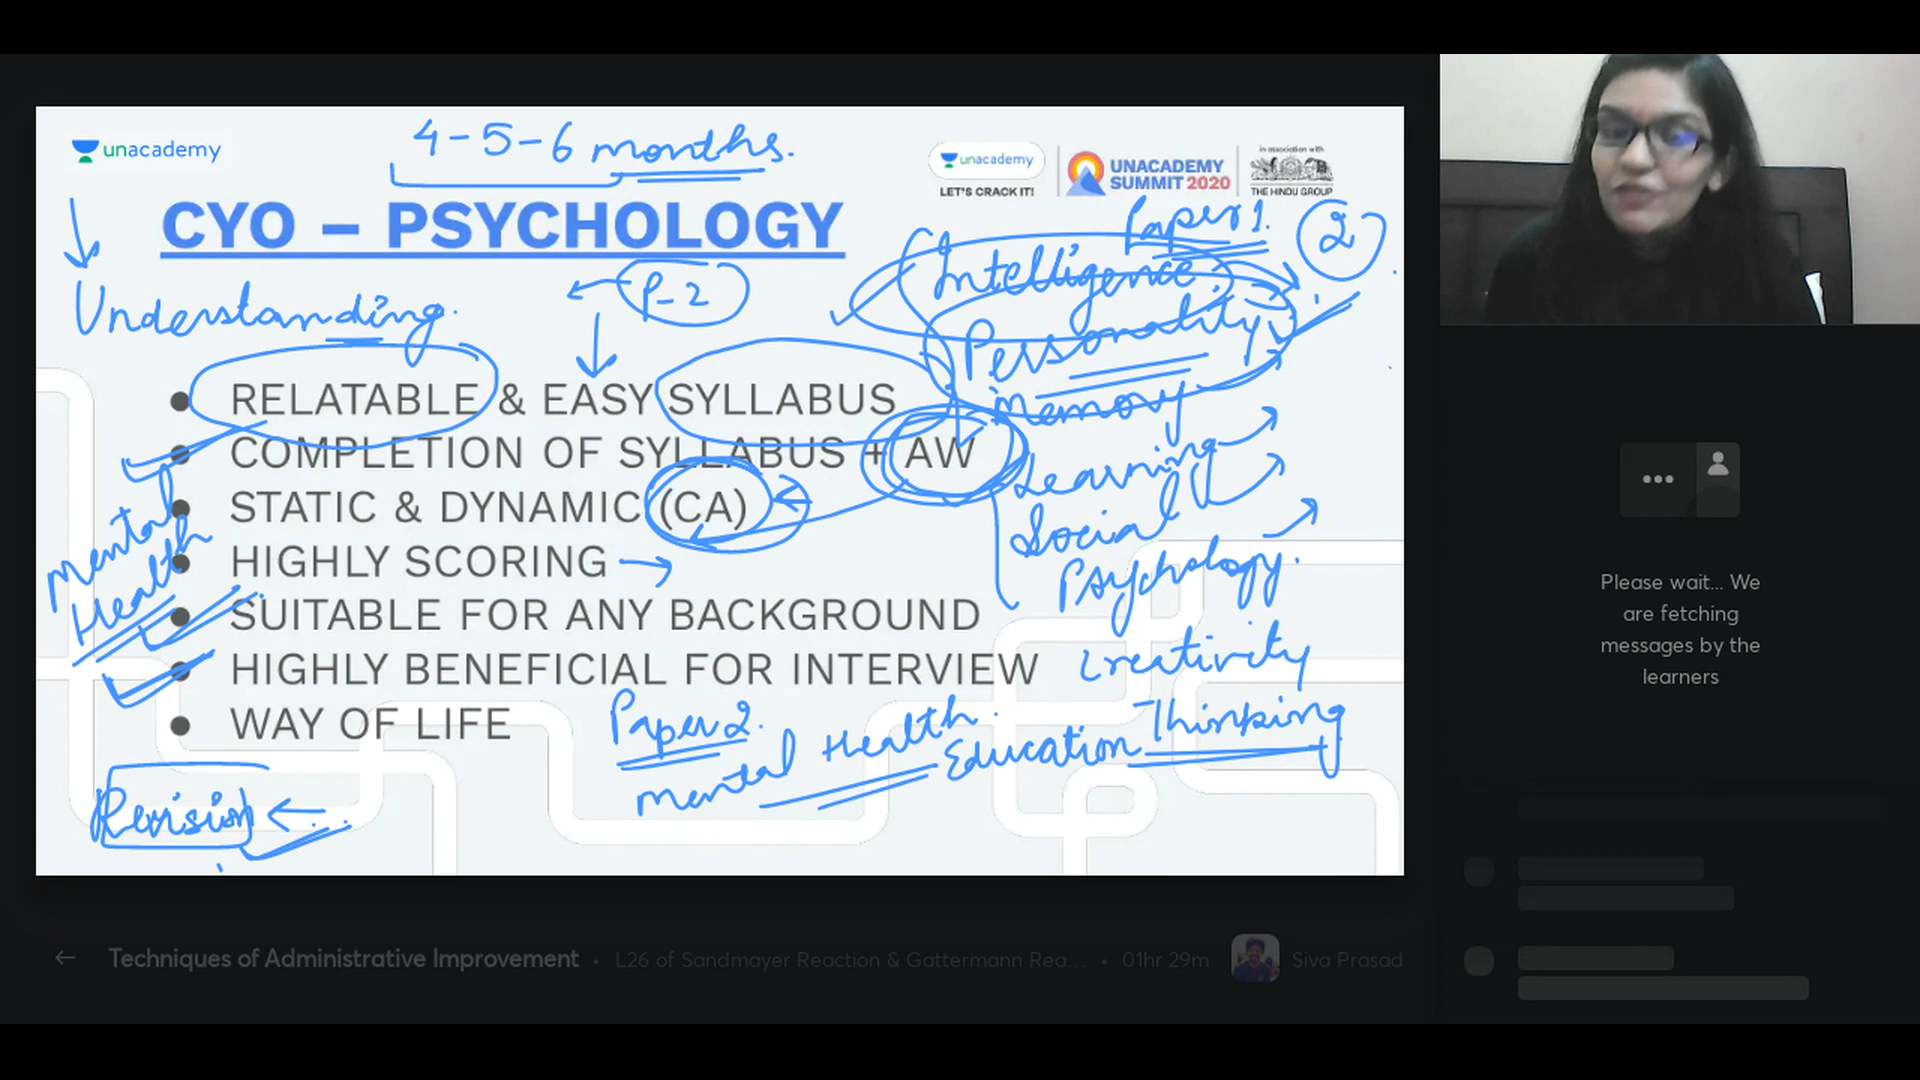 unacademy
4-5-6 months.
unacademy
LET'S CRACK IT!
UNACADEMY
SUMMIT 2020
in association with
THE HINDU GROUP
CYO – PSYCHOLOGY
Paper 1.
2
Understanding.
P-2
Intelligence
Personality
Memory
Learning
Social
Psychology.
Creativity
Thinking
• RELATABLE & EASY SYLLABUS
• COMPLETION OF SYLLABUS + AW
• STATIC & DYNAMIC (CA)
• HIGHLY SCORING
• SUITABLE FOR ANY BACKGROUND
• HIGHLY BENEFICIAL FOR INTERVIEW
• WAY OF LIFE
Mental
Health
Paper 2.
Mental Health.
Education
Revision
Please wait... We
are fetching
messages by the
learners
Techniques of Administrative Improvement • L26 of Sandmayer Reaction & Gattermann Rea... • 01hr 29m Siva Prasad